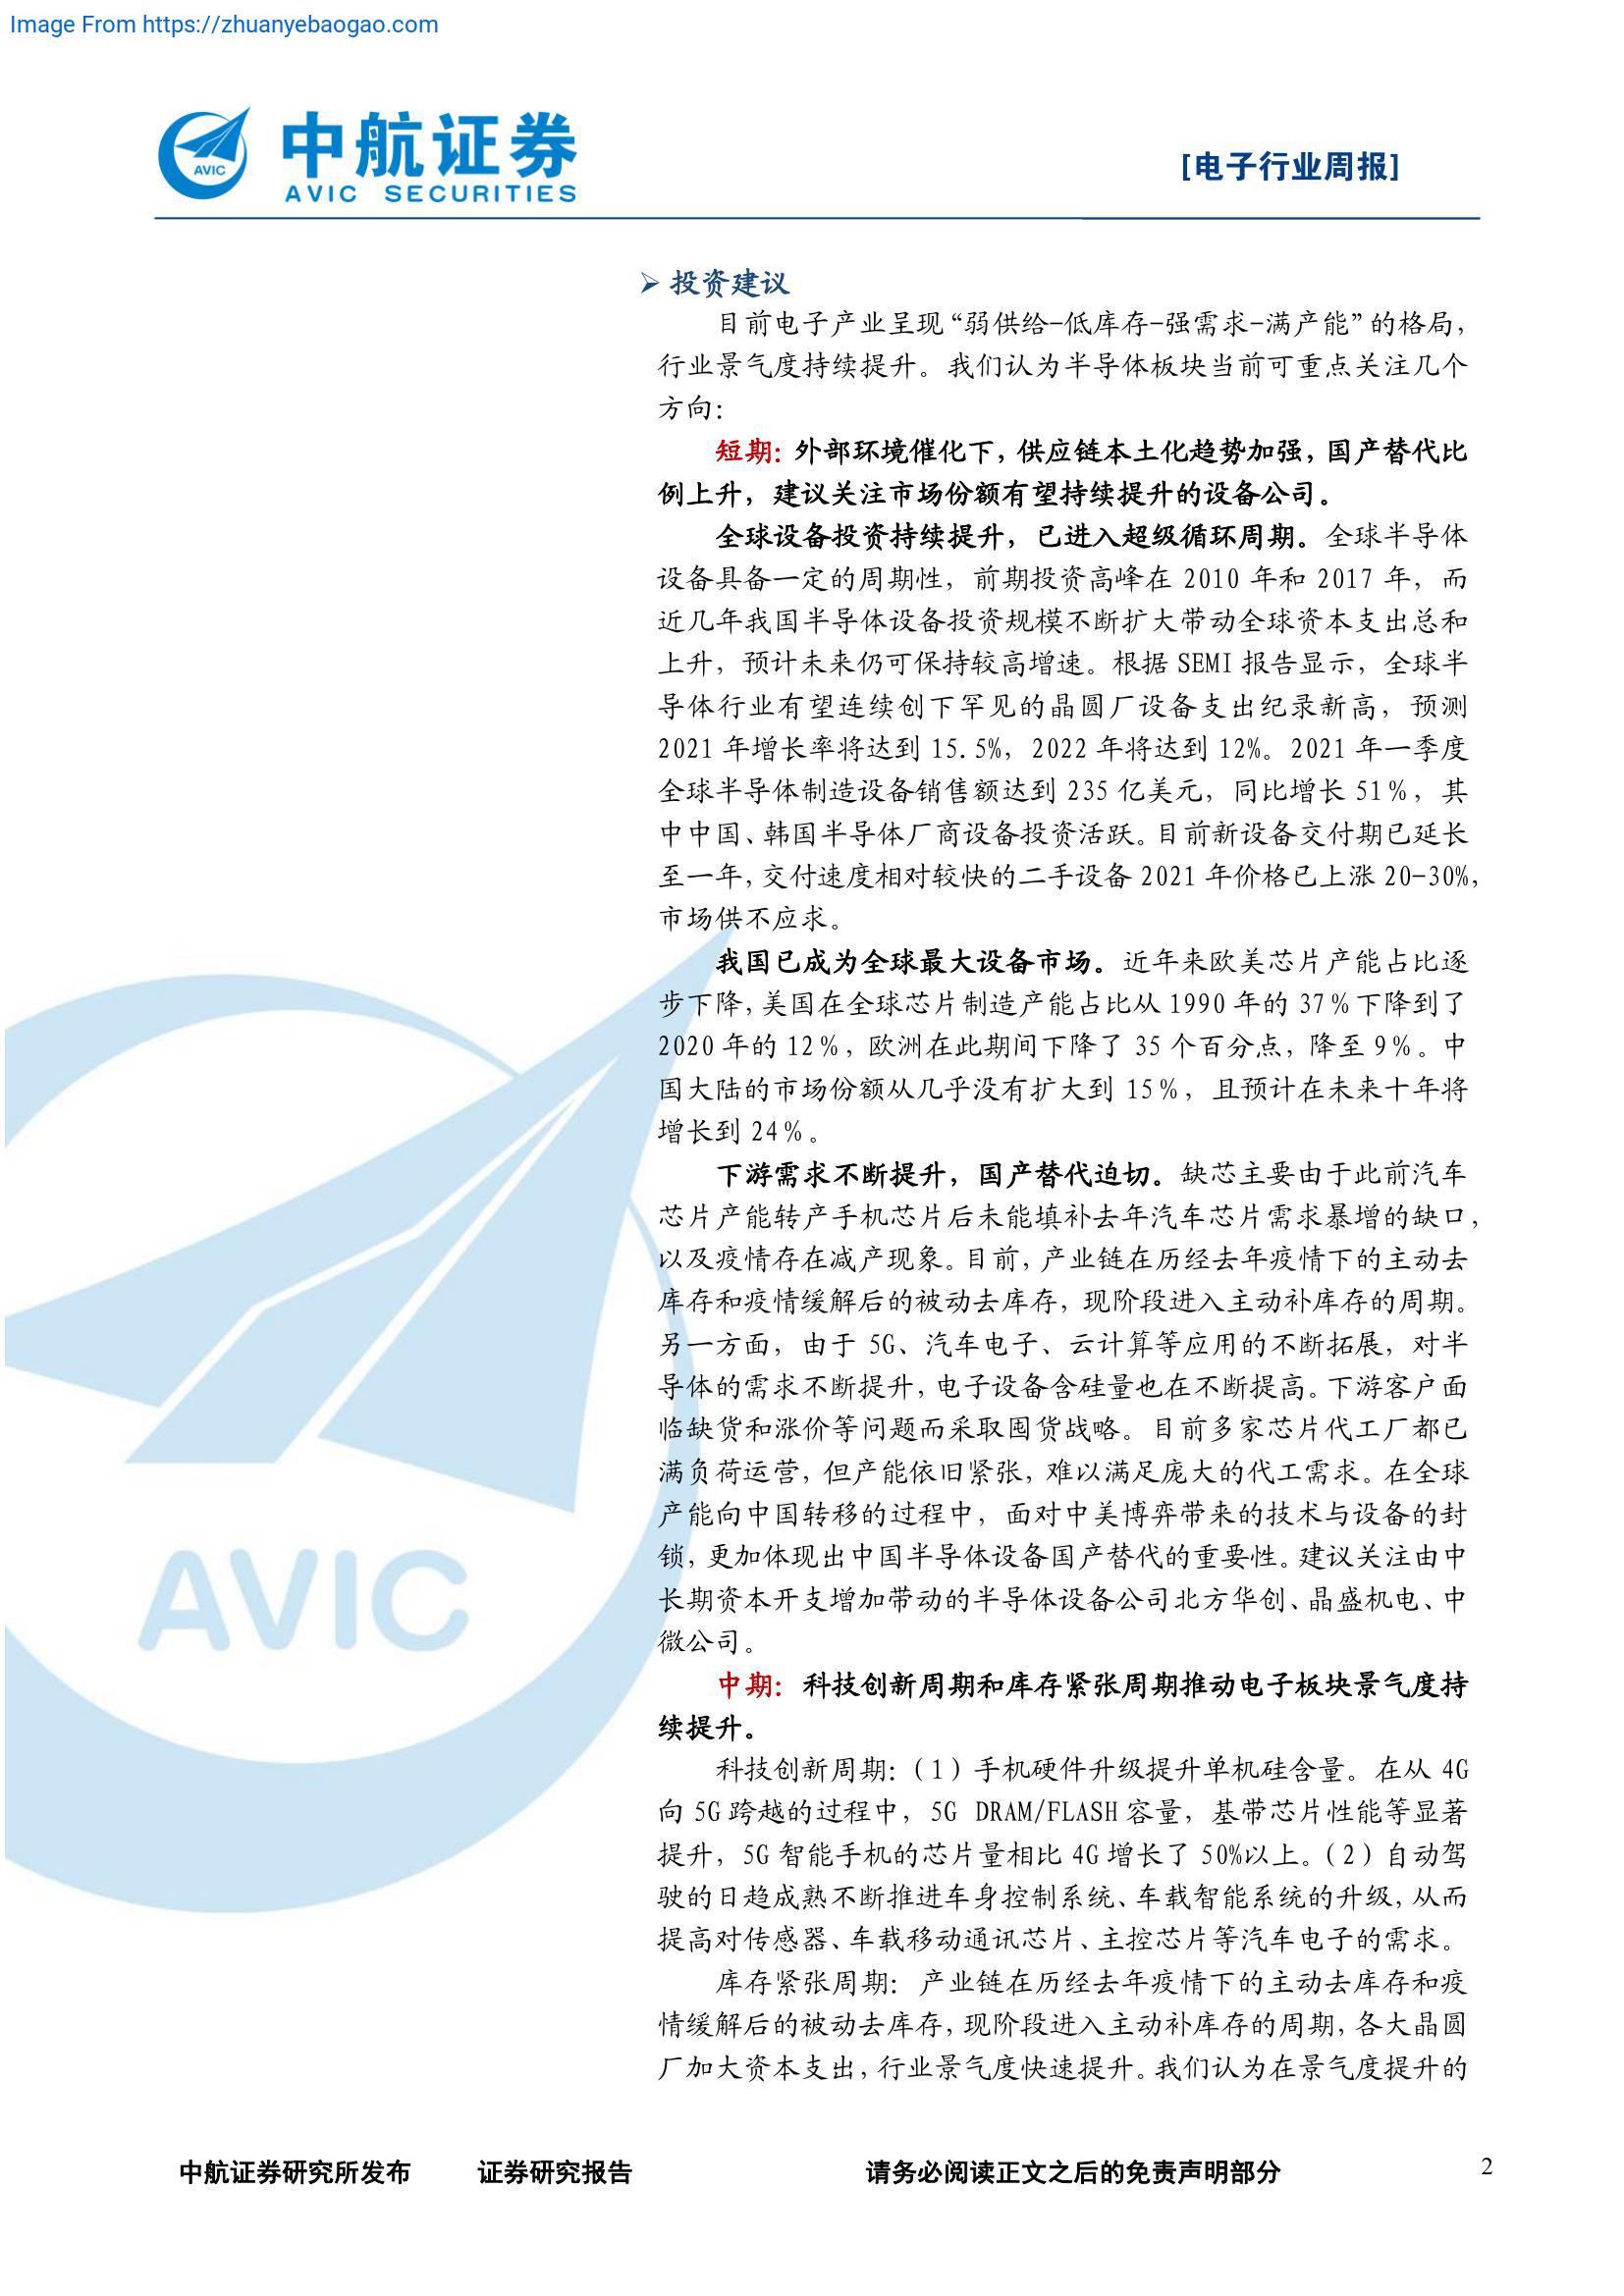 Image From https://zhuanyebaogao.com
AVIC
中航证券
AVIC SECURITIES
[电子行业周报]
➢ 投资建议
目前电子产业呈现“弱供给-低库存-强需求-满产能”的格局，
行业景气度持续提升。我们认为半导体板块当前可重点关注几个
方向：
短期：外部环境催化下，供应链本土化趋势加强，国产替代比
例上升，建议关注市场份额有望持续提升的设备公司。
全球设备投资持续提升，已进入超级循环周期。全球半导体
设备具备一定的周期性，前期投资高峰在 2010 年和 2017 年，而
近几年我国半导体设备投资规模不断扩大带动全球资本支出总和
上升，预计未来仍可保持较高增速。根据 SEMI 报告显示，全球半
导体行业有望连续创下罕见的晶圆厂设备支出纪录新高，预测
2021 年增长率将达到 15.5%，2022 年将达到 12%。2021 年一季度
全球半导体制造设备销售额达到 235 亿美元，同比增长 51％，其
中中国、韩国半导体厂商设备投资活跃。目前新设备交付期已延长
至一年，交付速度相对较快的二手设备 2021 年价格已上涨 20-30%，
市场供不应求。
我国已成为全球最大设备市场。近年来欧美芯片产能占比逐
步下降，美国在全球芯片制造产能占比从 1990 年的 37％下降到了
2020 年的 12％，欧洲在此期间下降了 35 个百分点，降至 9％。中
国大陆的市场份额从几乎没有扩大到 15％，且预计在未来十年将
增长到 24％。
下游需求不断提升，国产替代迫切。缺芯主要由于此前汽车
芯片产能转产手机芯片后未能填补去年汽车芯片需求暴增的缺口，
以及疫情存在减产现象。目前，产业链在历经去年疫情下的主动去
库存和疫情缓解后的被动去库存，现阶段进入主动补库存的周期。
另一方面，由于 5G、汽车电子、云计算等应用的不断拓展，对半
导体的需求不断提升，电子设备含硅量也在不断提高。下游客户面
临缺货和涨价等问题而采取囤货战略。目前多家芯片代工厂都已
满负荷运营，但产能依旧紧张，难以满足庞大的代工需求。在全球
产能向中国转移的过程中，面对中美博弈带来的技术与设备的封
锁，更加体现出中国半导体设备国产替代的重要性。建议关注由中
长期资本开支增加带动的半导体设备公司北方华创、晶盛机电、中
微公司。
中期：科技创新周期和库存紧张周期推动电子板块景气度持
续提升。
科技创新周期：（1）手机硬件升级提升单机硅含量。在从 4G
向 5G 跨越的过程中，5G DRAM/FLASH 容量，基带芯片性能等显著
提升，5G 智能手机的芯片量相比 4G 增长了 50%以上。（2）自动驾
驶的日趋成熟不断推进车身控制系统、车载智能系统的升级，从而
提高对传感器、车载移动通讯芯片、主控芯片等汽车电子的需求。
库存紧张周期：产业链在历经去年疫情下的主动去库存和疫
情缓解后的被动去库存，现阶段进入主动补库存的周期，各大晶圆
厂加大资本支出，行业景气度快速提升。我们认为在景气度提升的
AVIC
中航证券研究所发布 证券研究报告 请务必阅读正文之后的免责声明部分 2